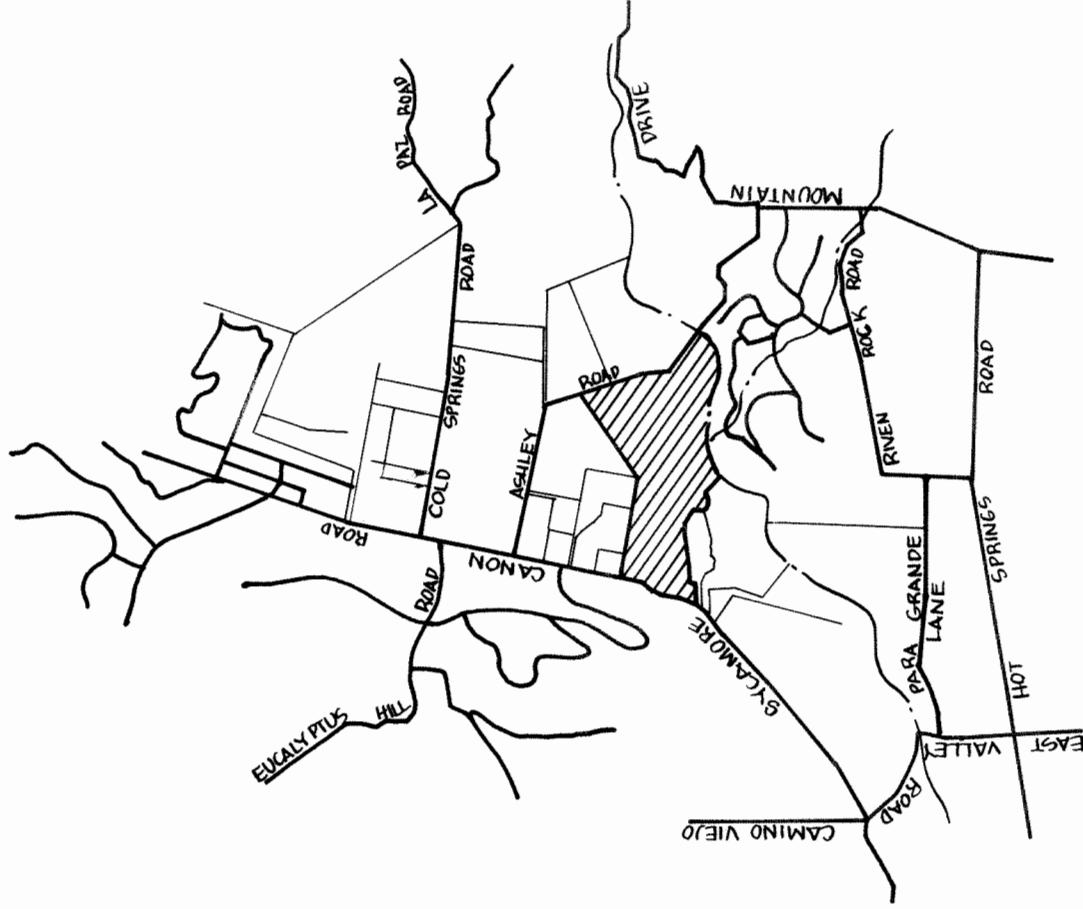 LA PAZ ROAD
MOUNTAIN DRIVE
COLD SPRINGS ROAD
ASHLEY ROAD
RIVEN ROCK ROAD
SYCAMORE CANON ROAD
EUCALYPTUS HILL ROAD
PARA GRANDE
LANE
HOT SPRINGS ROAD
EAST VALLEY ROAD
CAMINO VIEJO